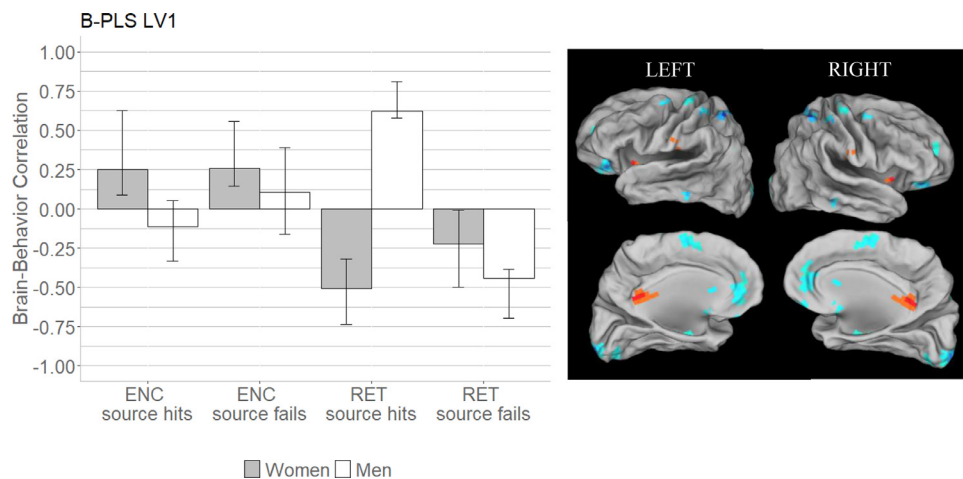 B-PLS LV1
Brain-Behavior Correlation
1.00
0.75
0.50
0.25
0.00
-0.25
-0.50
-0.75
-1.00
ENC
source hits
ENC
source fails
RET
source hits
RET
source fails
Women
Men
LEFT
RIGHT